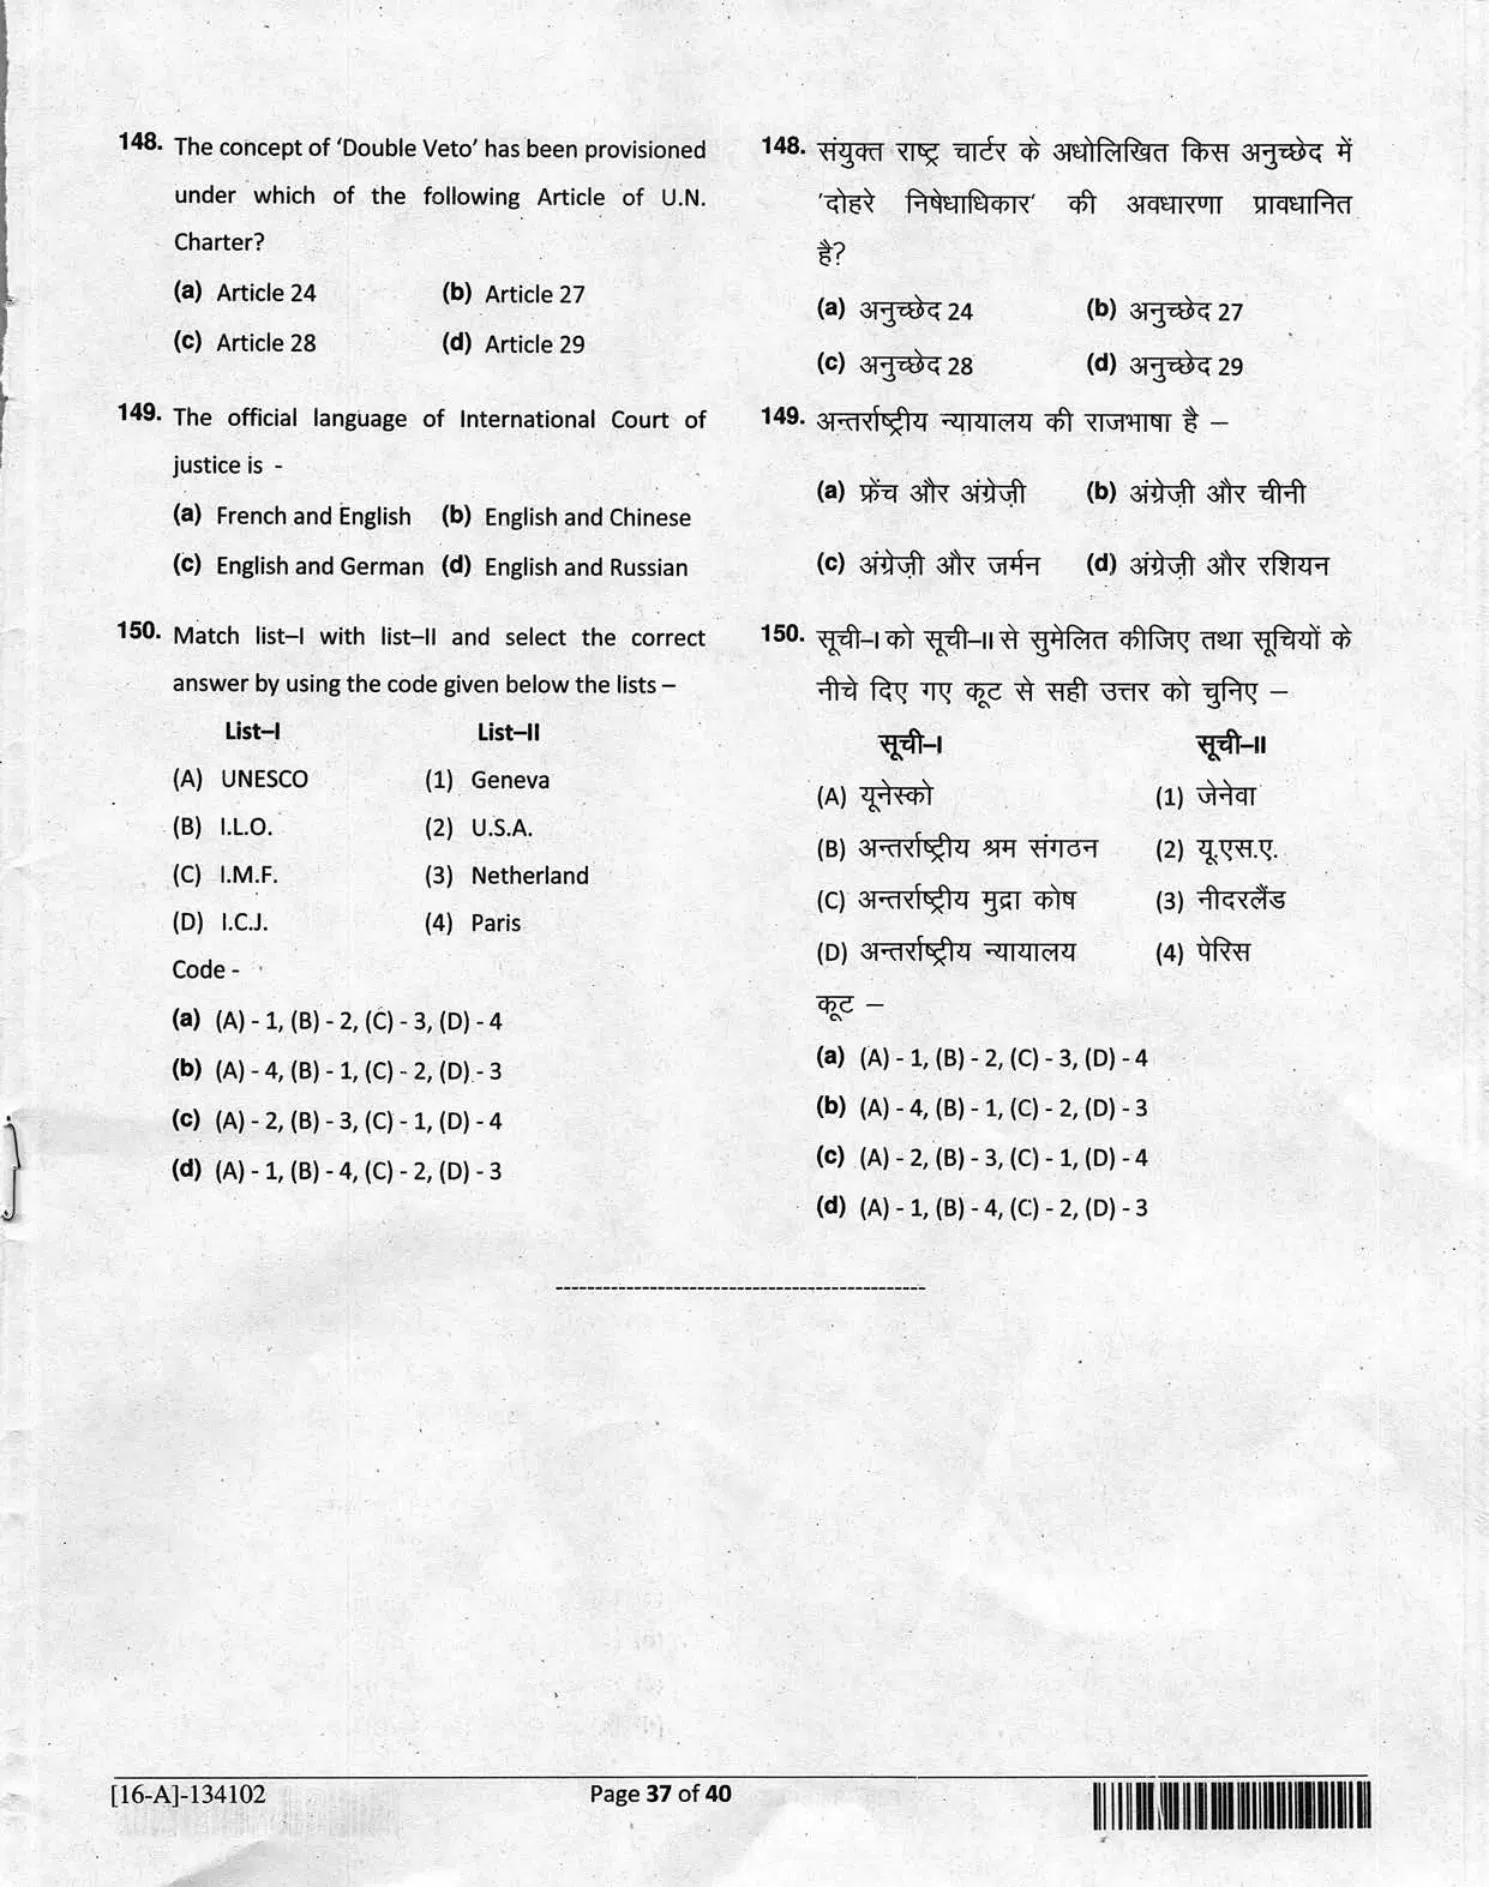 148. The concept of ‘Double Veto’ has been provisioned
under which of the following Article of U.N.
Charter?
(a) Article 24 (b) Article 27
(c) Article 28 (d) Article 29
149. The official language of International Court of
justice is -
(a) French and English (b) English and Chinese
(c) English and German (d) English and Russian
150. Match list–I with list–II and select the correct
answer by using the code given below the lists –
List–I List–II
(A) UNESCO (1) Geneva
(B) I.L.O. (2) U.S.A.
(C) I.M.F. (3) Netherland
(D) I.C.J. (4) Paris
Code -
(a) (A) - 1, (B) - 2, (C) - 3, (D) - 4
(b) (A) - 4, (B) - 1, (C) - 2, (D) - 3
(c) (A) - 2, (B) - 3, (C) - 1, (D) - 4
(d) (A) - 1, (B) - 4, (C) - 2, (D) - 3
148. संयुक्त राष्ट्र चार्टर के अधोलिखित किस अनुच्छेद में
‘दोहरे निषेधाधिकार’ की अवधारणा प्रावधानित
है?
(a) अनुच्छेद 24 (b) अनुच्छेद 27
(c) अनुच्छेद 28 (d) अनुच्छेद 29
149. अन्तर्राष्ट्रीय न्यायालय की राजभाषा है –
(a) फ्रेंच और अंग्रेज़ी (b) अंग्रेज़ी और चीनी
(c) अंग्रेज़ी और जर्मन (d) अंग्रेज़ी और रशियन
150. सूची–I को सूची–II से सुमेलित कीजिए तथा सूचियों के
नीचे दिए गए कूट से सही उत्तर को चुनिए –
सूची–I सूची–II
(A) यूनेस्को (1) जेनेवा
(B) अन्तर्राष्ट्रीय श्रम संगठन (2) यू.एस.ए.
(C) अन्तर्राष्ट्रीय मुद्रा कोष (3) नीदरलैंड
(D) अन्तर्राष्ट्रीय न्यायालय (4) पेरिस
कूट –
(a) (A) - 1, (B) - 2, (C) - 3, (D) - 4
(b) (A) - 4, (B) - 1, (C) - 2, (D) - 3
(c) (A) - 2, (B) - 3, (C) - 1, (D) - 4
(d) (A) - 1, (B) - 4, (C) - 2, (D) - 3
[16-A]-134102 Page 37 of 40